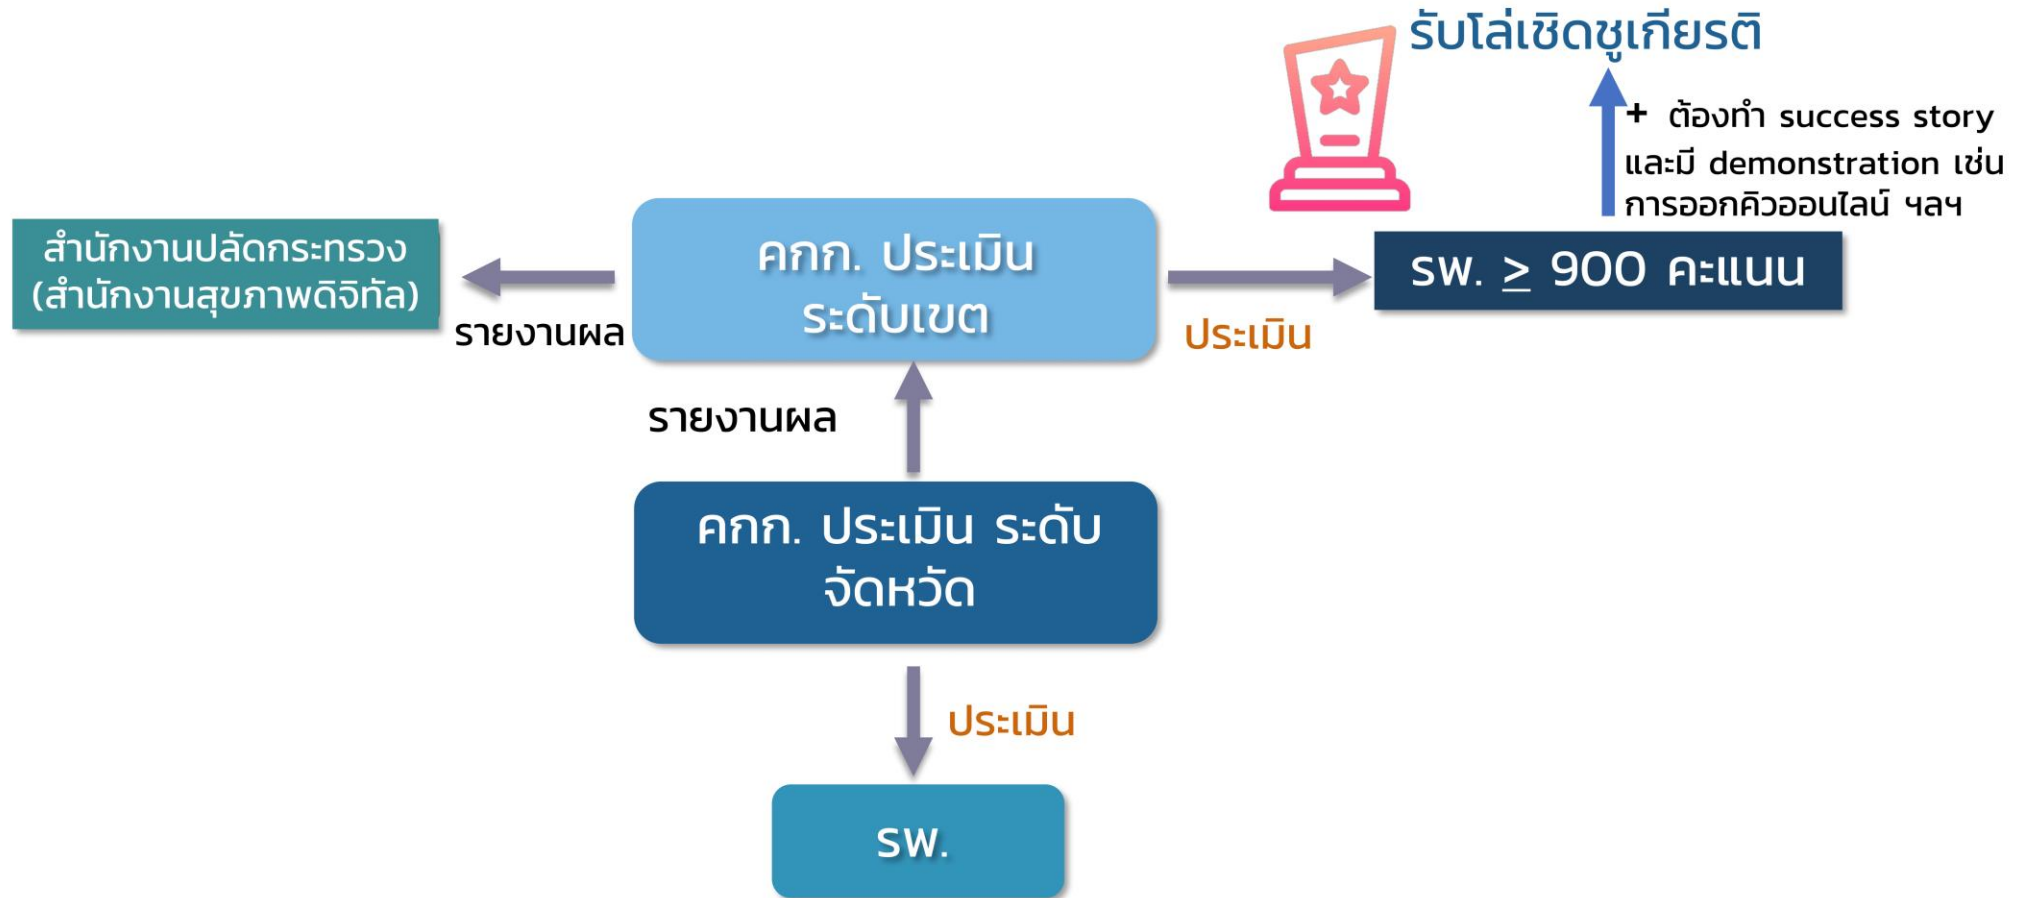 รับโล่เชิดชูเกียรติ
+ ต้องทำ success story
และมี demonstration เช่น
การออกคิวออนไลน์ ฯลฯ
สำนักงานปลัดกระทรวง
(สำนักงานสุขภาพดิจิทัล)
รายงานผล
คกก. ประเมิน
ระดับเขต
ประเมิน
รพ. ≥ 900 คะแนน
รายงานผล
คกก. ประเมิน ระดับ
จัดหวัด
ประเมิน
รพ.